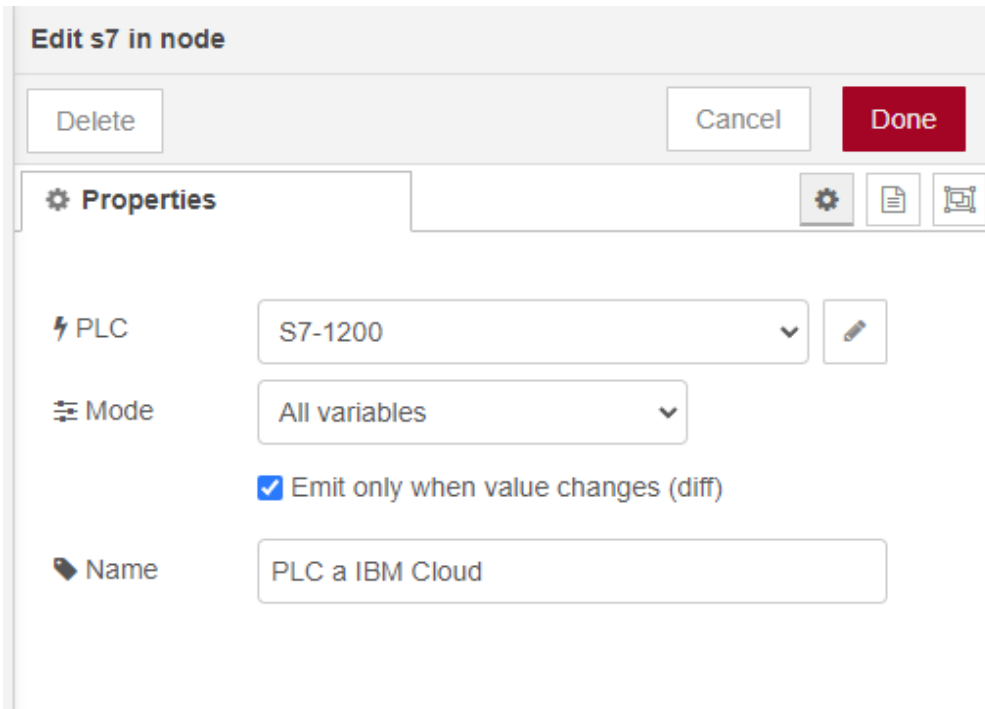 Edit s7 in node
Delete
Cancel
Done
Properties
PLC
S7-1200
Mode
All variables
Emit only when value changes (diff)
Name
PLC a IBM Cloud